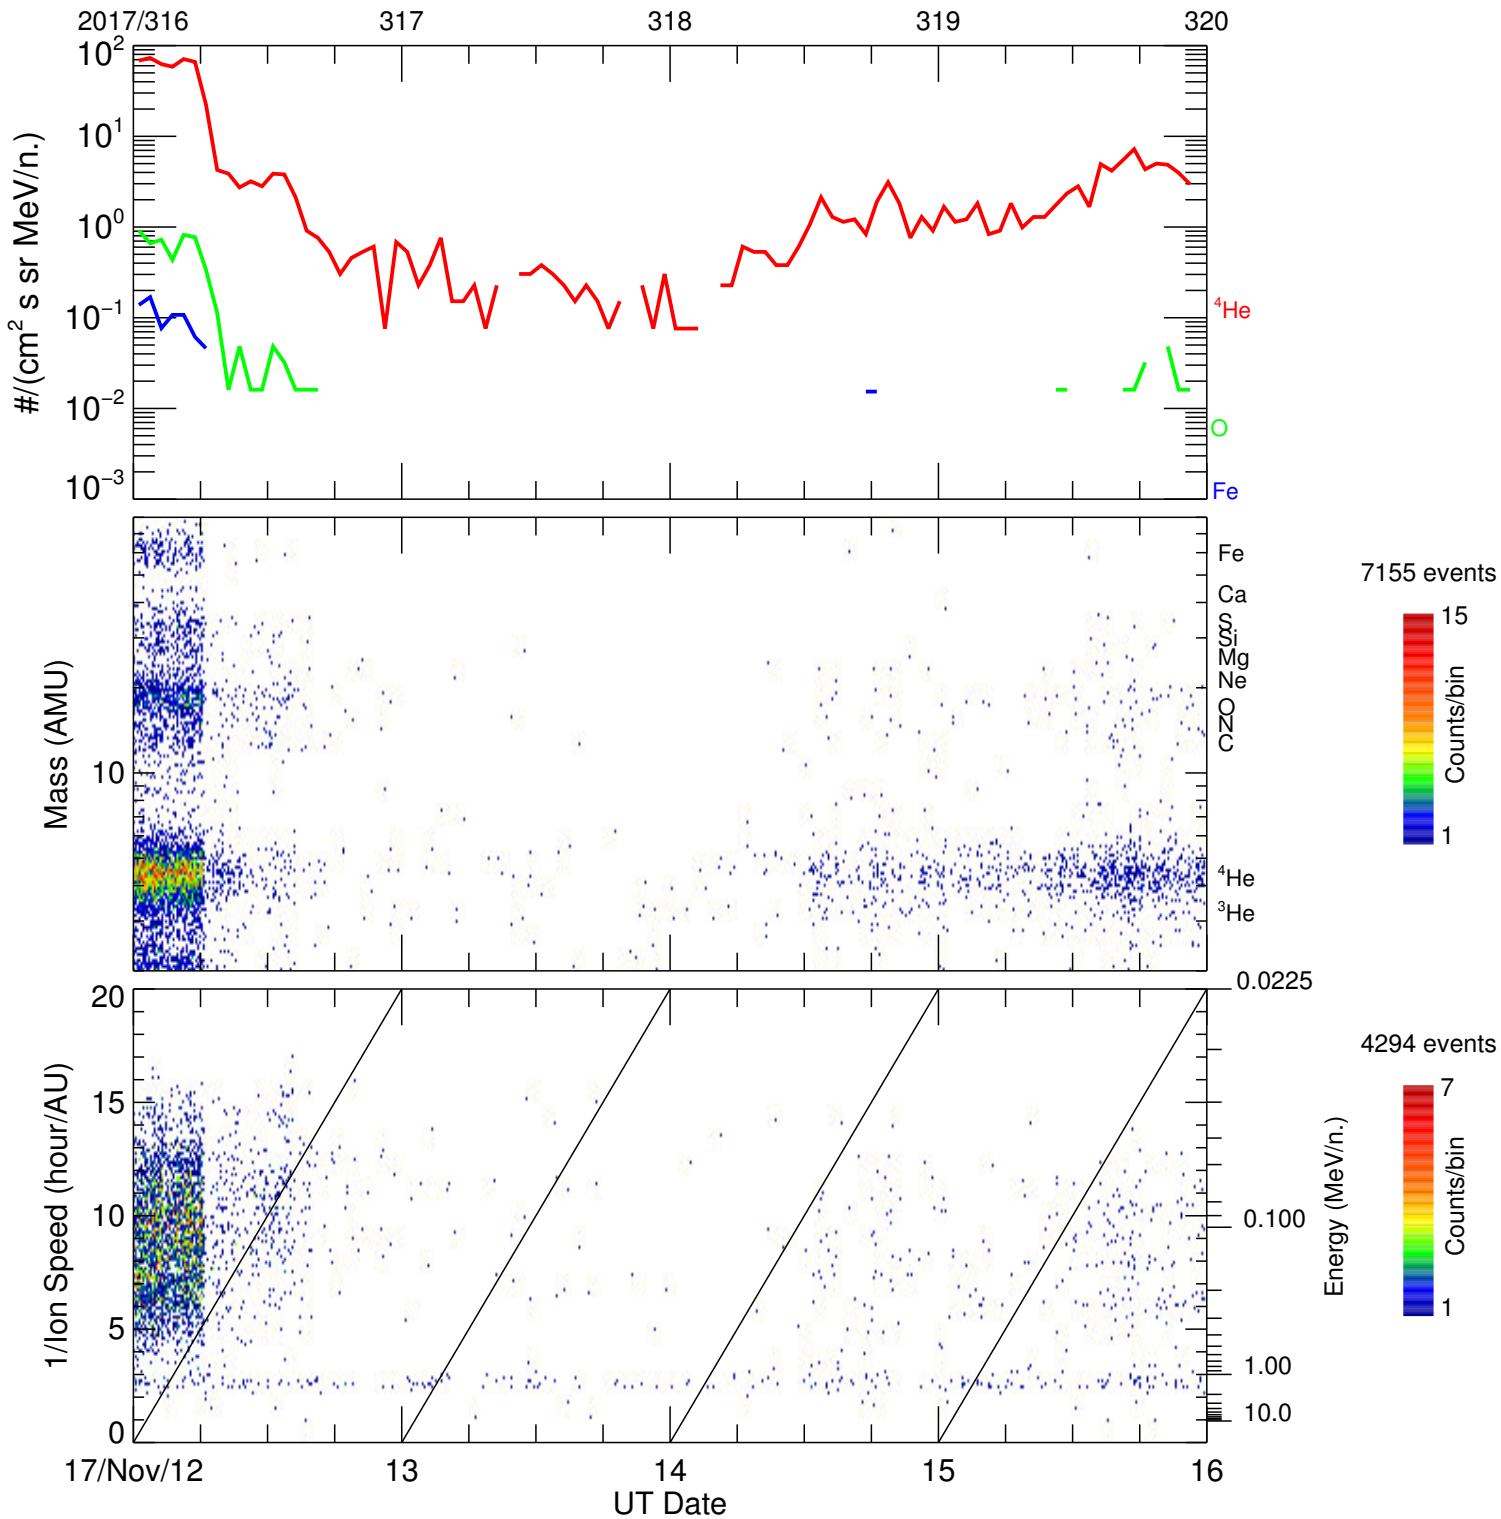 2017/316 317 318 319 320
10² 
10¹
10⁰
10⁻¹
10⁻²
10⁻³
#/(cm² s sr MeV/n.)
⁴He
O
Fe
Mass (AMU)
10
Fe
Ca
S
Si
Mg
Ne
O
N
C
⁴He
³He
7155 events
15
Counts/bin
1
1/Ion Speed (hour/AU)
20
15
10
5
0
0.0225
0.100
1.00
10.0
Energy (MeV/n.)
4294 events
7
Counts/bin
1
17/Nov/12 13 14 15 16
UT Date